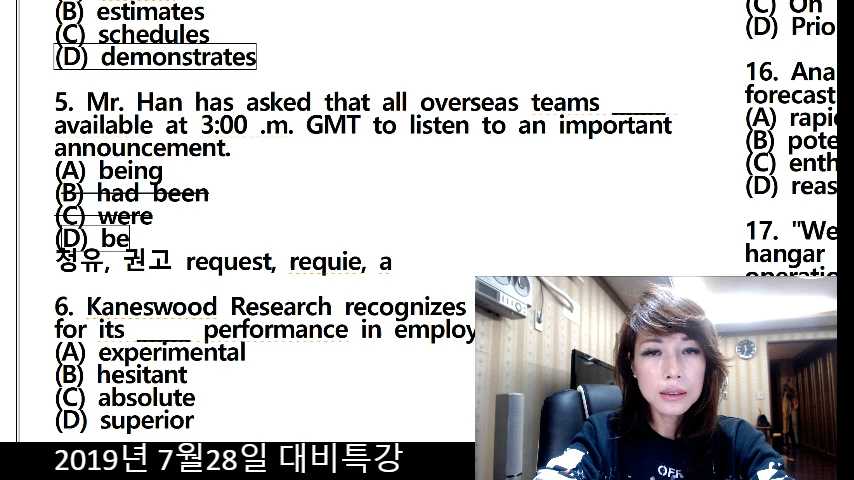 (B) estimates
(C) schedules
(D) demonstrates
5. Mr. Han has asked that all overseas teams _____
available at 3:00 .m. GMT to listen to an important
announcement.
(A) being
(B) had been
(C) were
(D) be
청유, 권고 request, requie, a
6. Kaneswood Research recognizes
for its _____ performance in employ
(A) experimental
(B) hesitant
(C) absolute
(D) superior
(C) On
(D) Prio
16. Ana
forecast
(A) rapi
(B) pote
(C) enth
(D) reas
17. "We
hangar
2019년 7월28일 대비특강